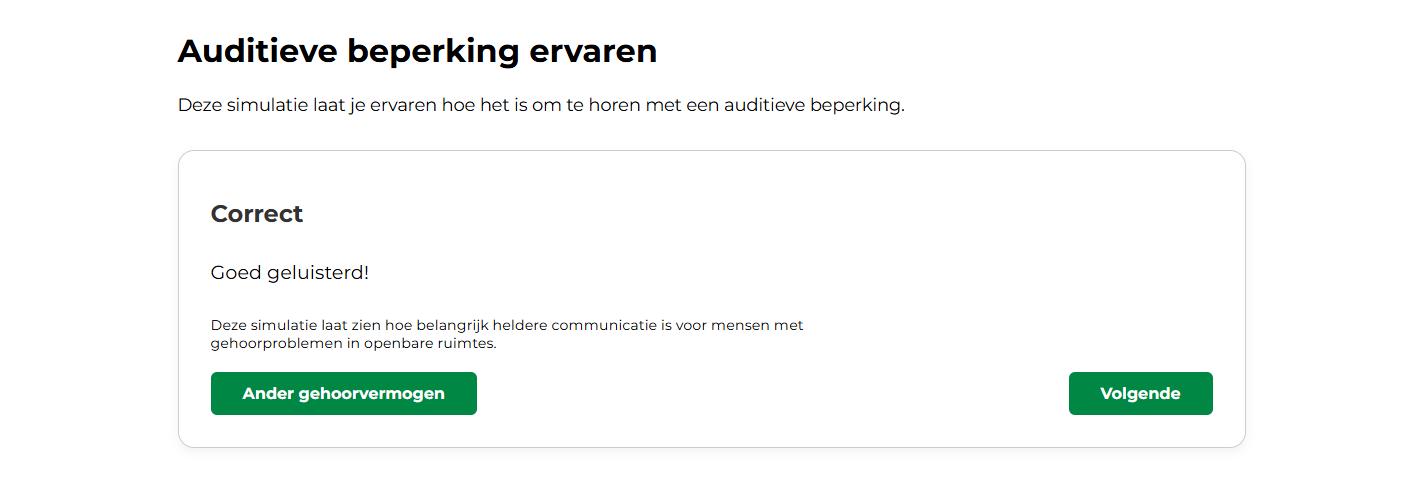 Auditieve beperking ervaren
Deze simulatie laat je ervaren hoe het is om te horen met een auditieve beperking.
Correct
Goed geluisterd!
Deze simulatie laat zien hoe belangrijk heldere communicatie is voor mensen met
gehoorproblemen in openbare ruimtes.
Ander gehoorvermogen
Volgende